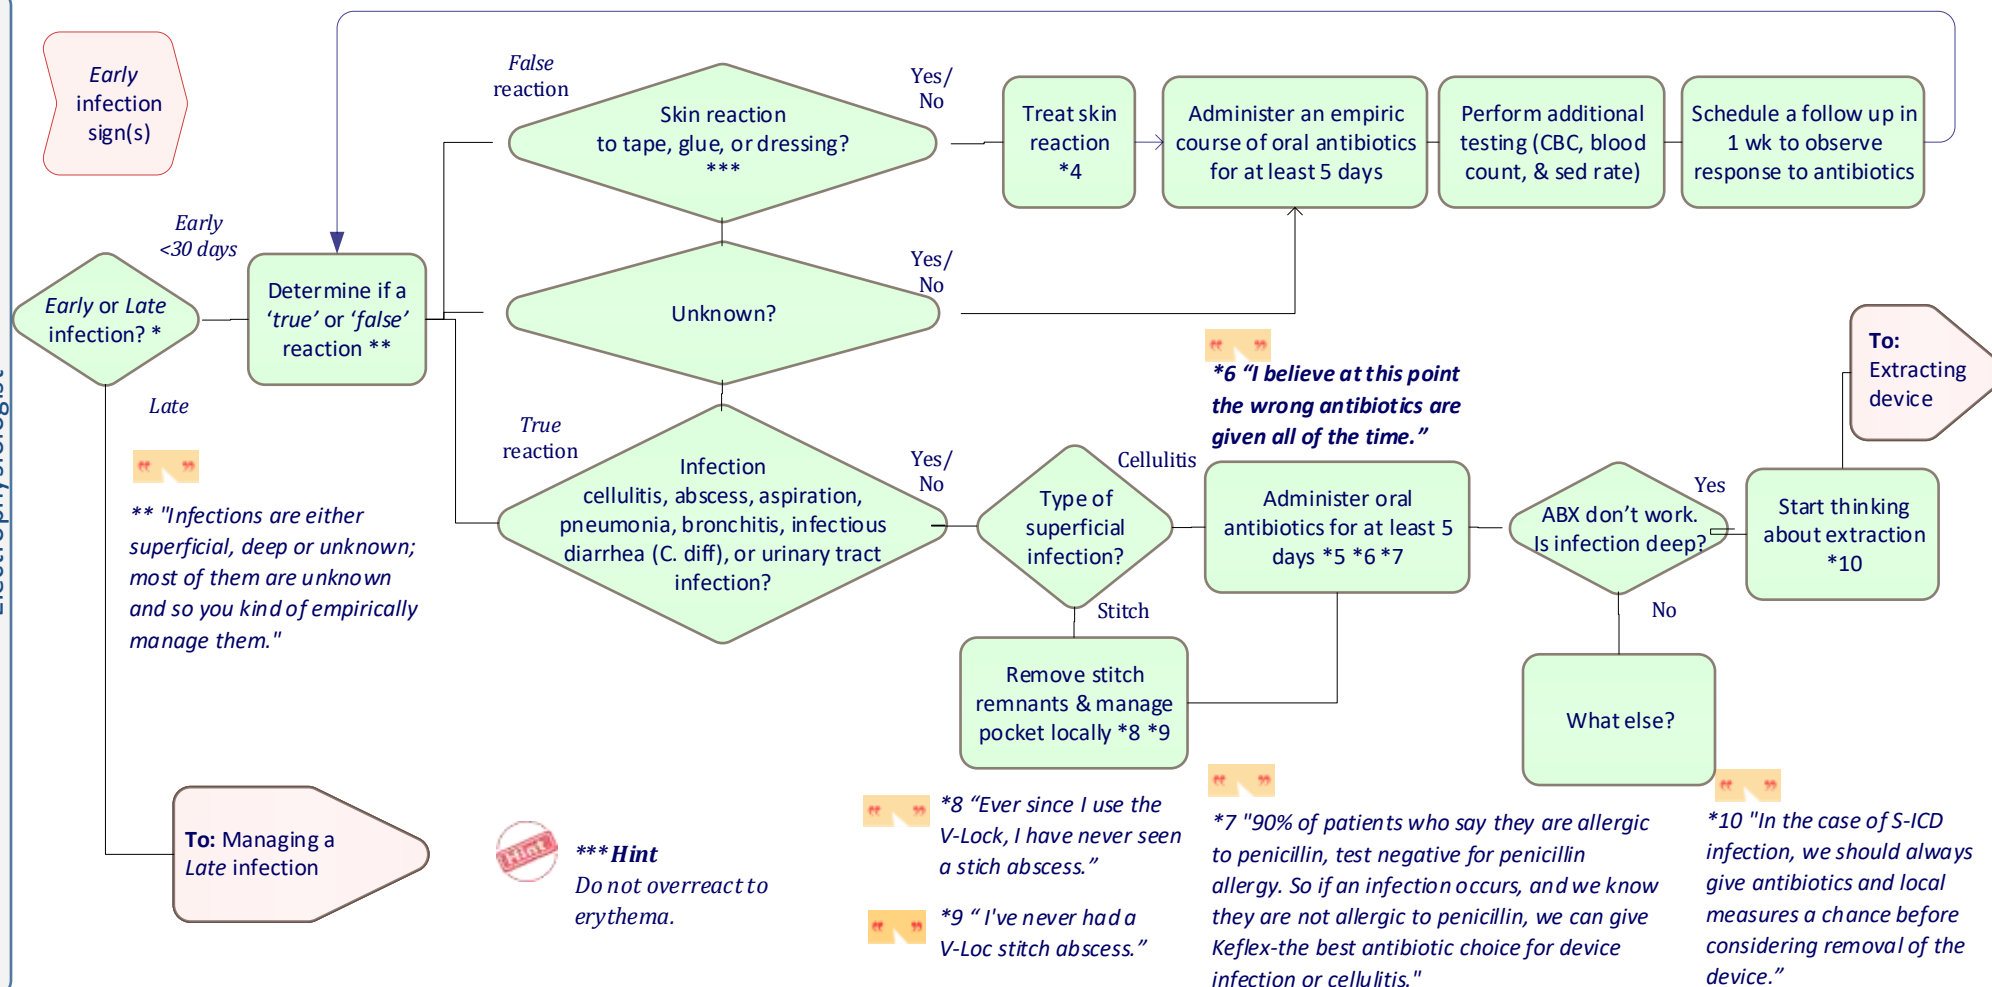 Electrophysiologist
Early
infection
sign(s)
Early
<30 days
Early or Late
infection? *
Late
Determine if a
‘true’ or ‘false’
reaction **
False
reaction
Skin reaction
to tape, glue, or dressing?
***
Yes/
No
Treat skin
reaction
*4
Administer an empiric
course of oral antibiotics
for at least 5 days
Perform additional
testing (CBC, blood
count, & sed rate)
Schedule a follow up in
1 wk to observe
response to antibiotics
Unknown?
Yes/
No
True
reaction
Infection
cellulitis, abscess, aspiration,
pneumonia, bronchitis, infectious
diarrhea (C. diff), or urinary tract
infection?
Yes/
No
Type of
superficial
infection?
Cellulitis
Stitch
*6 “I believe at this point
the wrong antibiotics are
given all of the time.”
Administer oral
antibiotics for at least 5
days *5 *6 *7
Remove stitch
remnants & manage
pocket locally *8 *9
ABX don’t work.
Is infection deep?
Yes
No
Start thinking
about extraction
*10
To:
Extracting
device
What else?
** "Infections are either
superficial, deep or unknown;
most of them are unknown
and so you kind of empirically
manage them."
To: Managing a
Late infection
Hint
*** Hint
Do not overreact to
erythema.
*8 “Ever since I use the
V-Lock, I have never seen
a stich abscess.”
*9 “ I've never had a
V-Loc stitch abscess.”
*7 "90% of patients who say they are allergic
to penicillin, test negative for penicillin
allergy. So if an infection occurs, and we know
they are not allergic to penicillin, we can give
Keflex-the best antibiotic choice for device
infection or cellulitis."
*10 "In the case of S-ICD
infection, we should always
give antibiotics and local
measures a chance before
considering removal of the
device.”